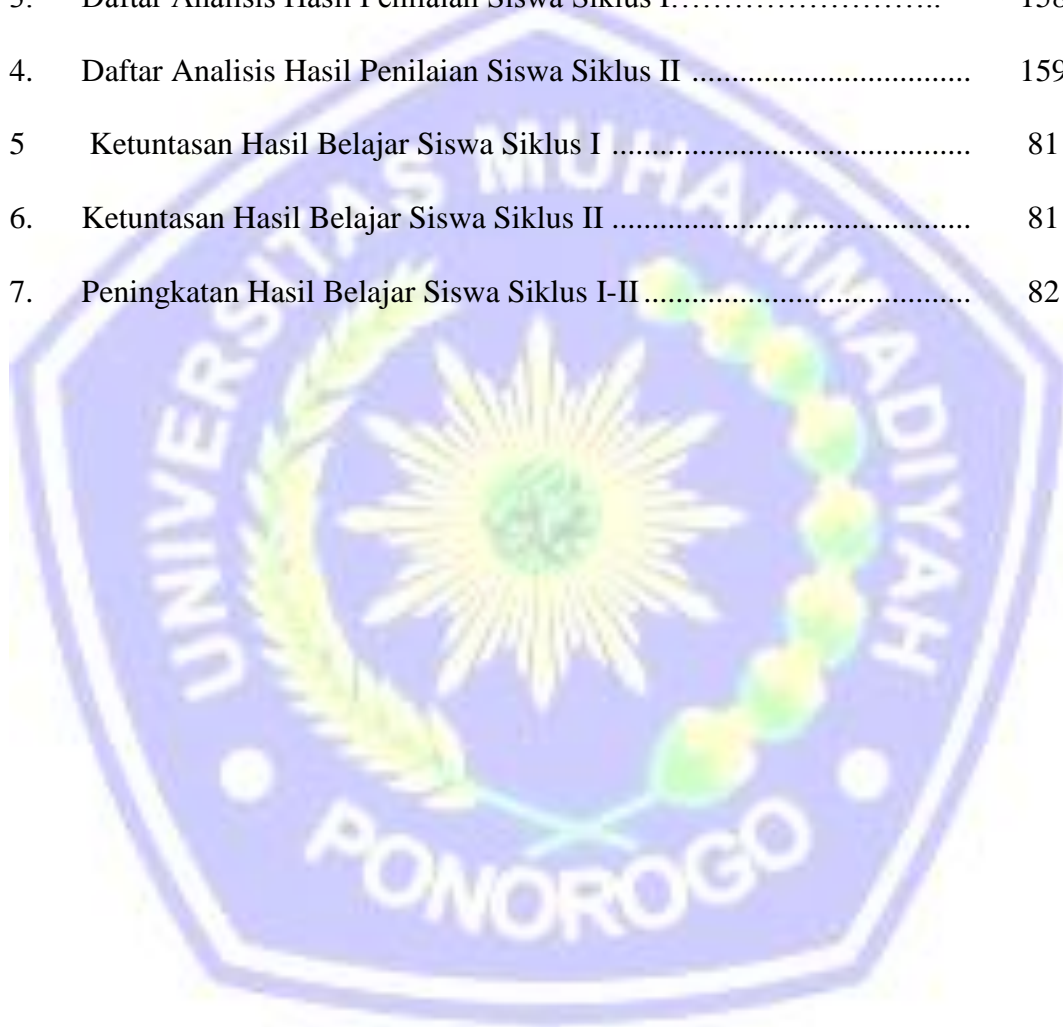 3. Daftar Analisis Hasil Penilaian Siswa Siklus I…………………….. 158
4. Daftar Analisis Hasil Penilaian Siswa Siklus II .................................. 159
5 Ketuntasan Hasil Belajar Siswa Siklus I ............................................ 81
6. Ketuntasan Hasil Belajar Siswa Siklus II ............................................ 81
7. Peningkatan Hasil Belajar Siswa Siklus I-II ........................................ 82
UNIVERSITAS MUHAMMADIYAH
• PONOROGO •